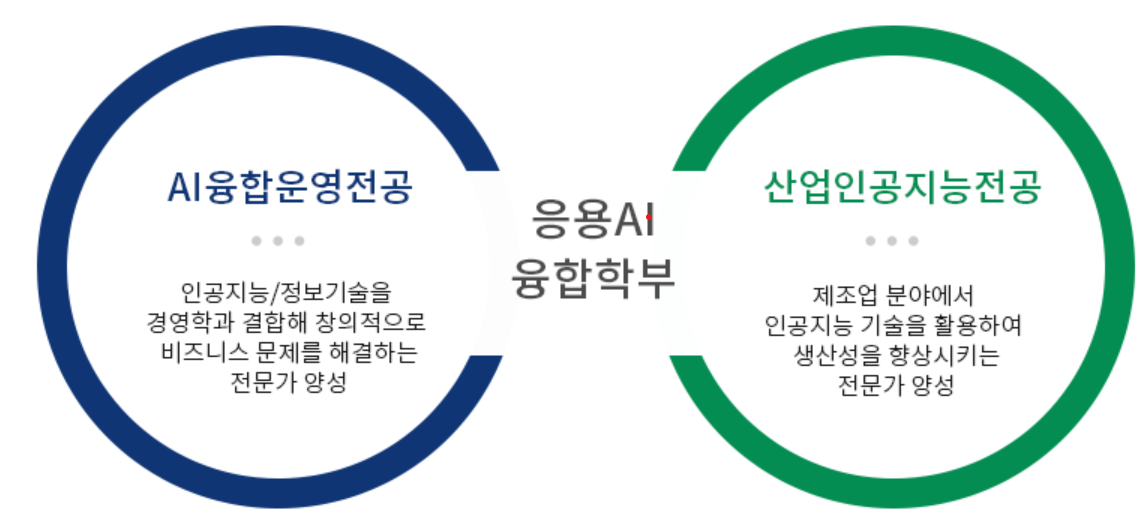 AI융합운영전공
인공지능/정보기술을
경영학과 결합해 창의적으로
비즈니스 문제를 해결하는
전문가 양성
응용AI
융합학부
산업인공지능전공
제조업 분야에서
인공지능 기술을 활용하여
생산성을 향상시키는
전문가 양성